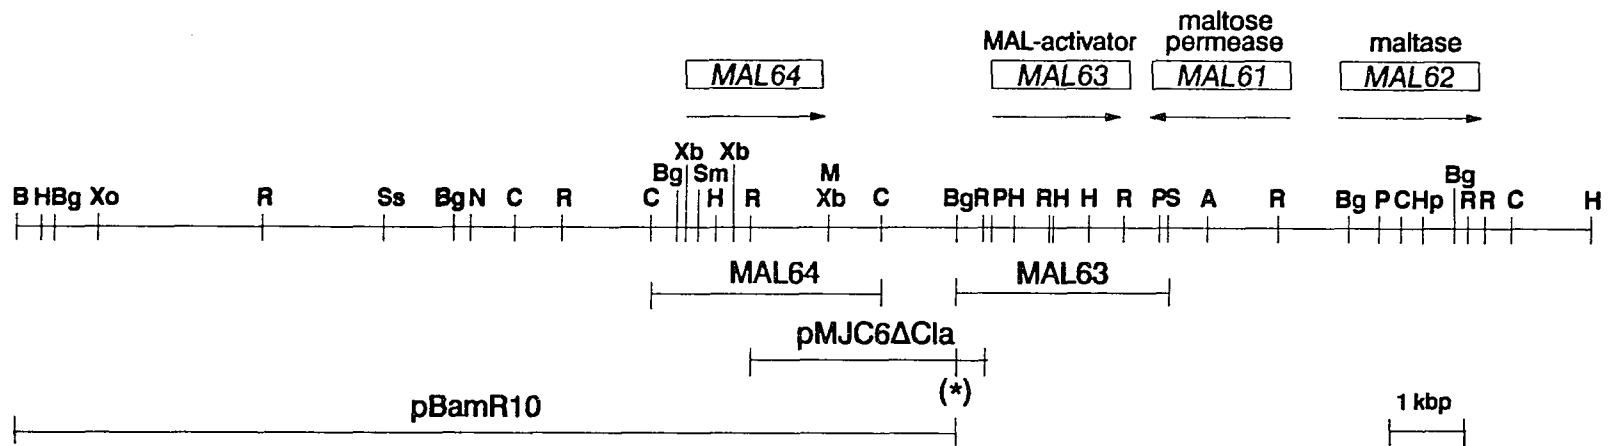 maltose
MAL-activator permease maltase
MAL64 MAL63 MAL61 MAL62
Xb Xb
Bg Sm M Bg
B H Bg Xo R Ss Bg N C R C H R Xb C Bg R P H R H H R P S A R Bg P C Hp R R C H
MAL64 MAL63
pMJC6ΔCla
(*)
pBamR10 1 kbp